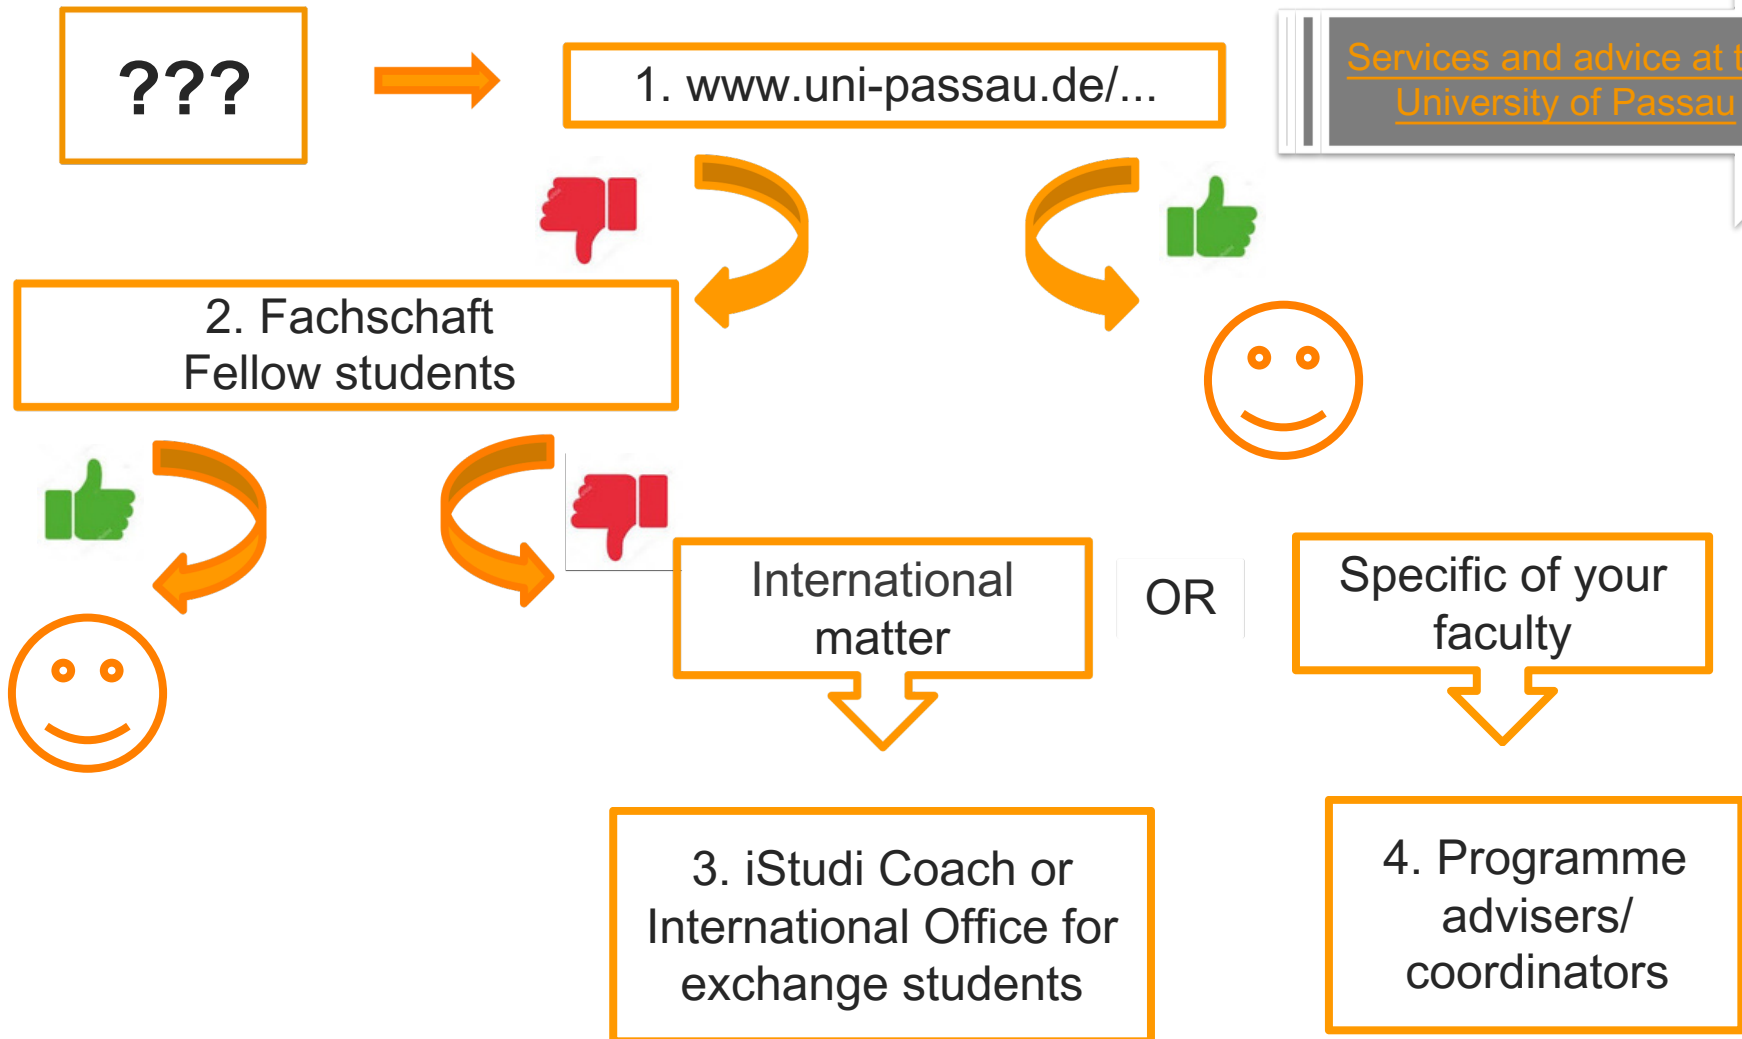 ???
1. www.uni-passau.de/...
Services and advice at t
University of Passau
2. Fachschaft
Fellow students
International
matter
OR
Specific of your
faculty
3. iStudi Coach or
International Office for
exchange students
4. Programme
advisers/
coordinators